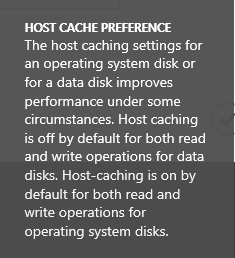 HOST CACHE PREFERENCE
The host caching settings for
an operating system disk or
for a data disk improves
performance under some
circumstances. Host caching
is off by default for both read
and write operations for data
disks. Host-caching is on by
default for both read and
write operations for
operating system disks.